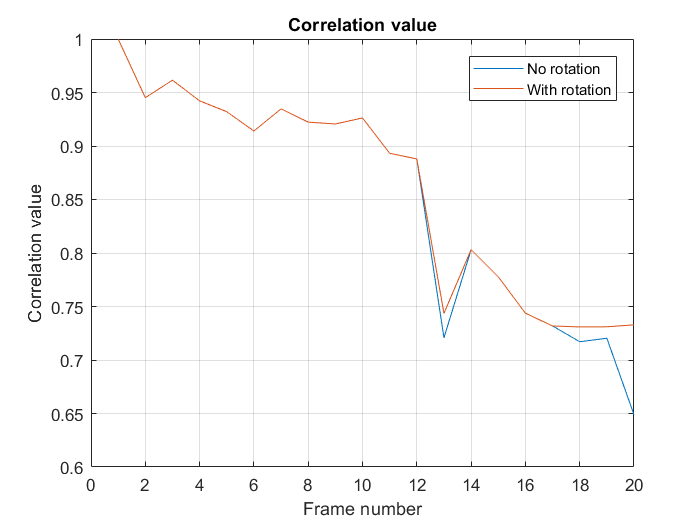 Correlation value
No rotation
With rotation
Correlation value
1
0.95
0.9
0.85
0.8
0.75
0.7
0.65
0.6
0 2 4 6 8 10 12 14 16 18 20
Frame number